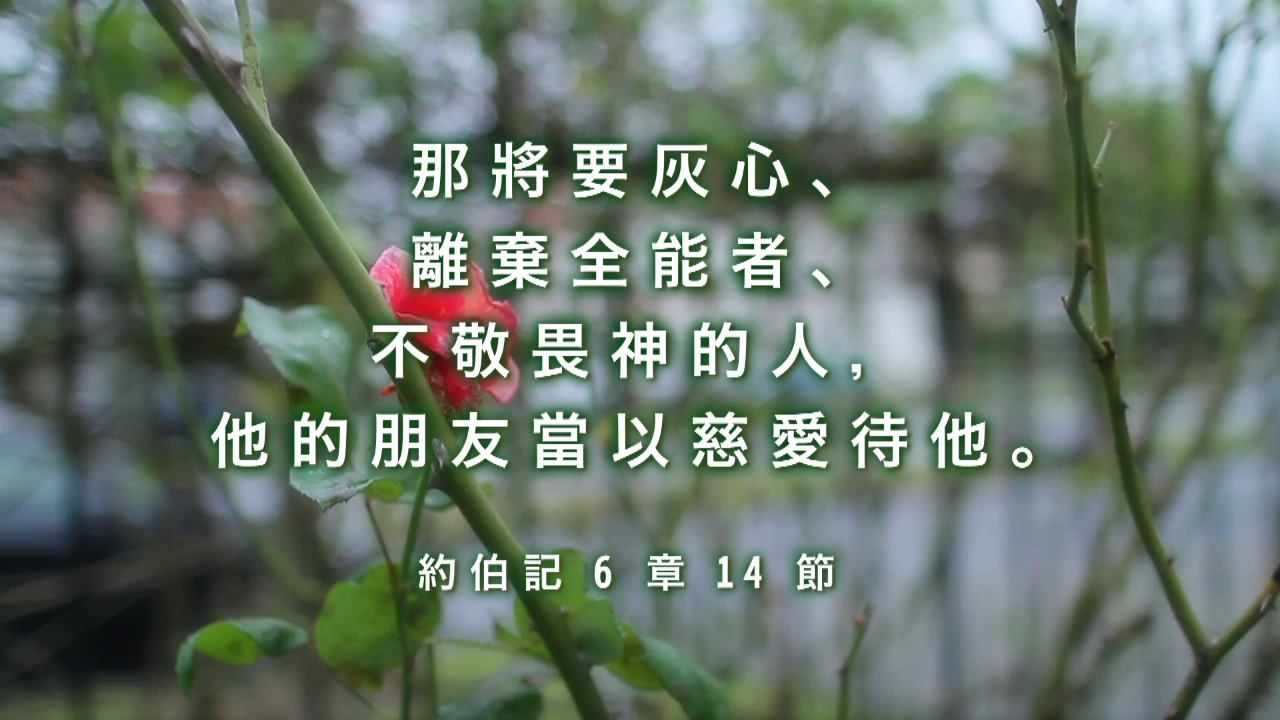 那將要灰心、
離棄全能者、
不敬畏神的人,
他的朋友當以慈愛待他。
約伯記 6 章 14 節